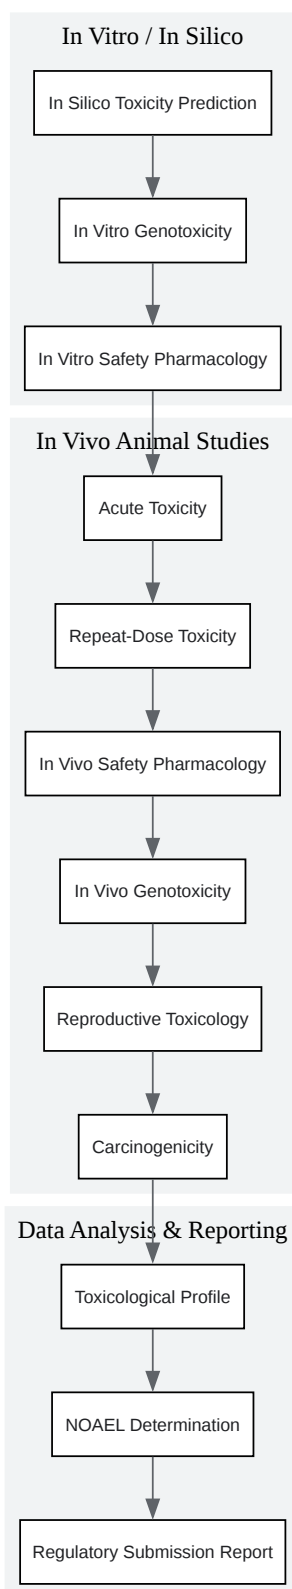 In Vitro / In Silico
In Silico Toxicity Prediction
In Vitro Genotoxicity
In Vitro Safety Pharmacology
In Vivo Animal Studies
Acute Toxicity
Repeat-Dose Toxicity
In Vivo Safety Pharmacology
In Vivo Genotoxicity
Reproductive Toxicology
Carcinogenicity
Data Analysis & Reporting
Toxicological Profile
NOAEL Determination
Regulatory Submission Report